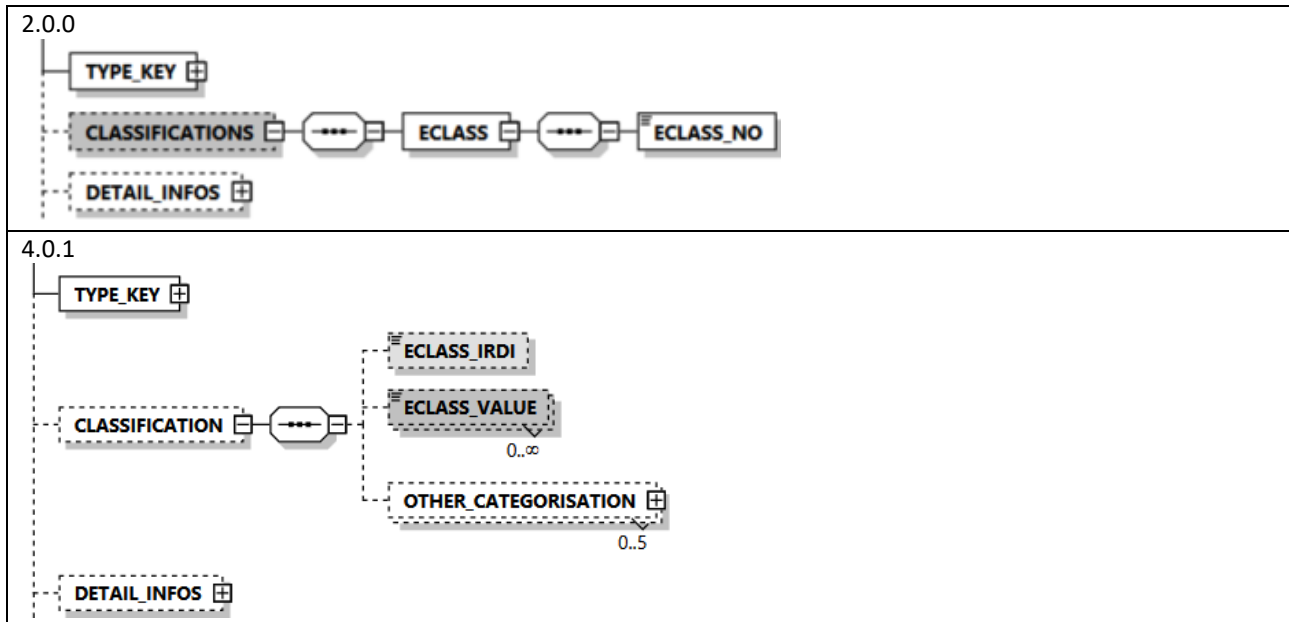 2.0.0
TYPE_KEY
CLASSIFICATIONS ECLASS ECLASS_NO
DETAIL_INFOS
4.0.1
TYPE_KEY
ECLASS_IRDI
ECLASS_VALUE
0..∞
CLASSIFICATION
OTHER_CATEGORISATION
0..5
DETAIL_INFOS